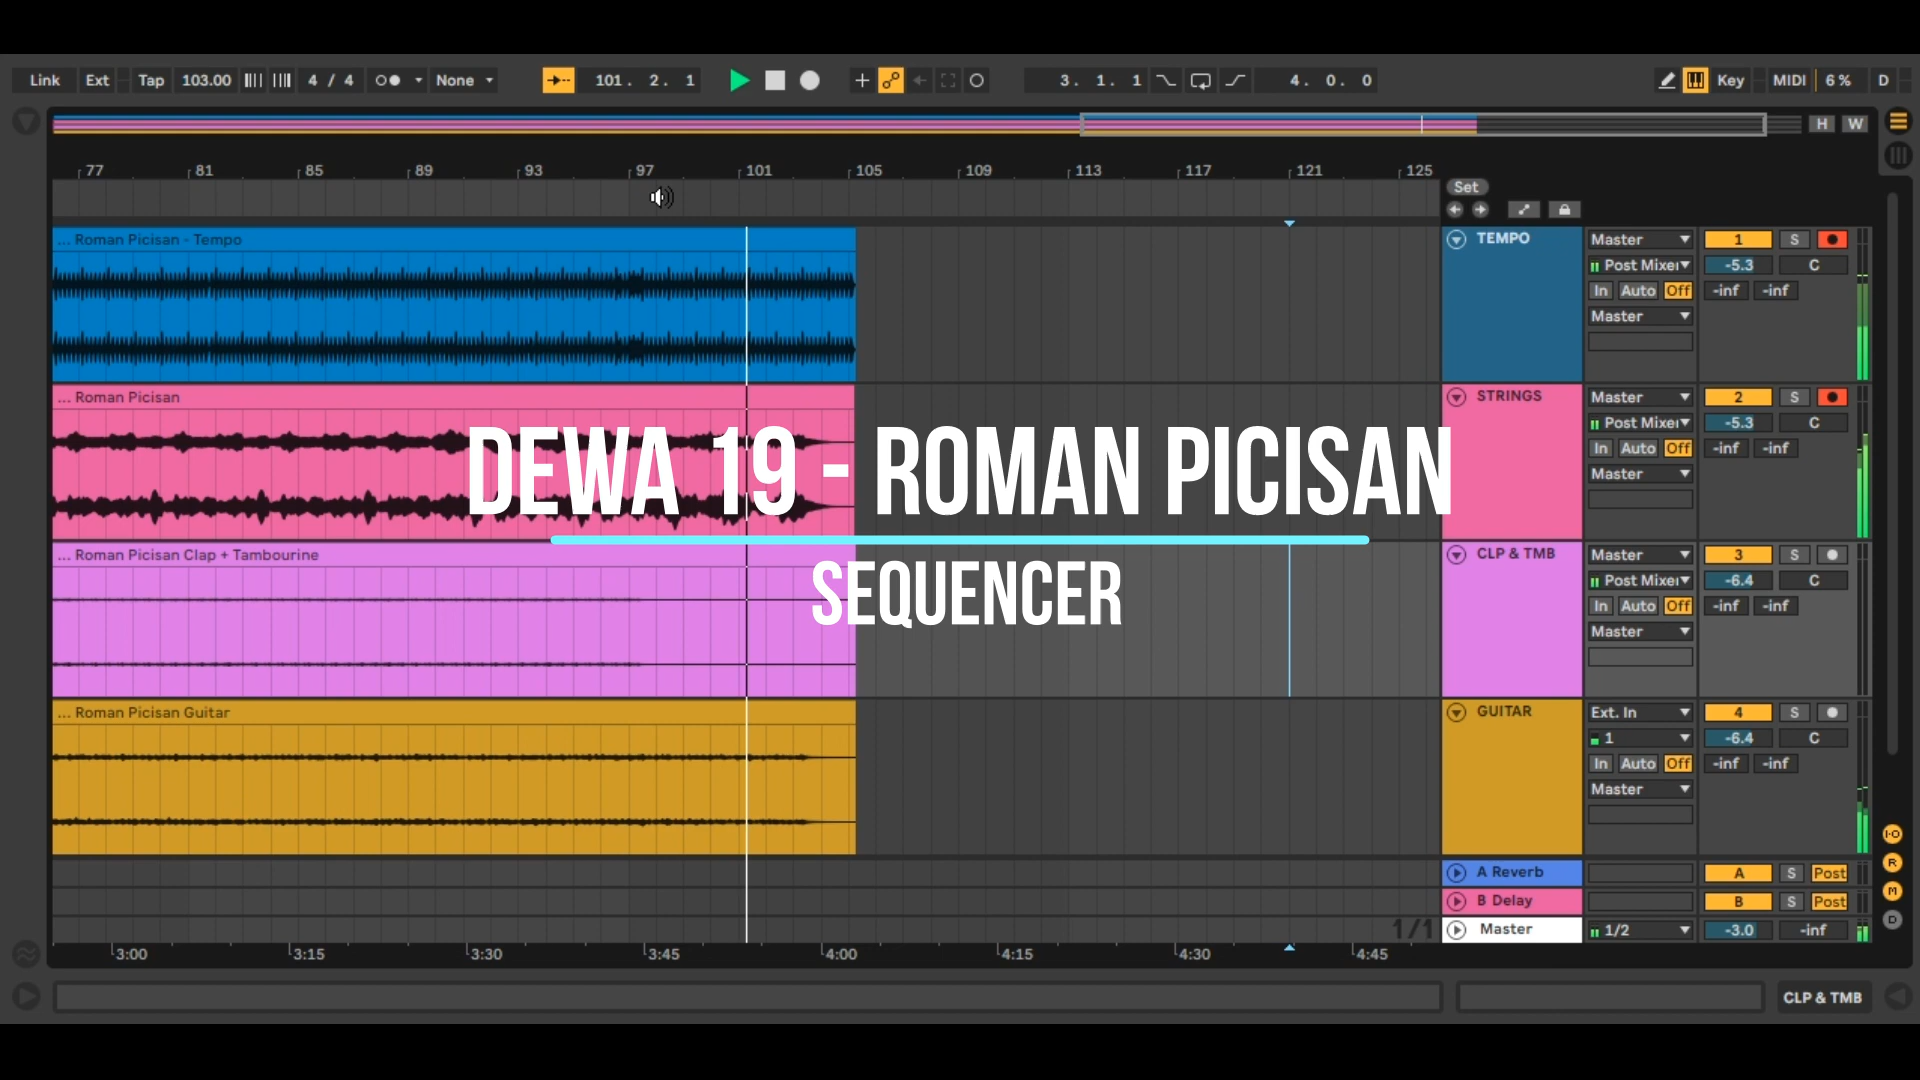 Link Ext Tap 103.00 4 / 4 None 101. 2. 1 3. 1. 1 4. 0. 0 Key MIDI 6 % D
H W
77 81 85 89 93 97 101 105 109 113 117 121 125
Set
... Roman Picisan - Tempo
TEMPO Master 1 S
Post Mixer -5.3 C
In Auto Off -inf -inf
Master
... Roman Picisan
STRINGS Master 2 S
Post Mixer -5.3 C
In Auto Off -inf -inf
Master
DEWA 19 - ROMAN PICISAN
SEQUENCER
... Roman Picisan Clap + Tambourine
CLP & TMB Master 3 S
Post Mixer -6.4 C
In Auto Off -inf -inf
Master
... Roman Picisan Guitar
GUITAR Ext. In 4 S
1 -6.4 C
In Auto Off -inf -inf
Master
I·O
R
M
D
A Reverb A S Post
B Delay B S Post
1/1 Master 1/2 -3.0 -inf
3:00 3:15 3:30 3:45 4:00 4:15 4:30 4:45
CLP & TMB